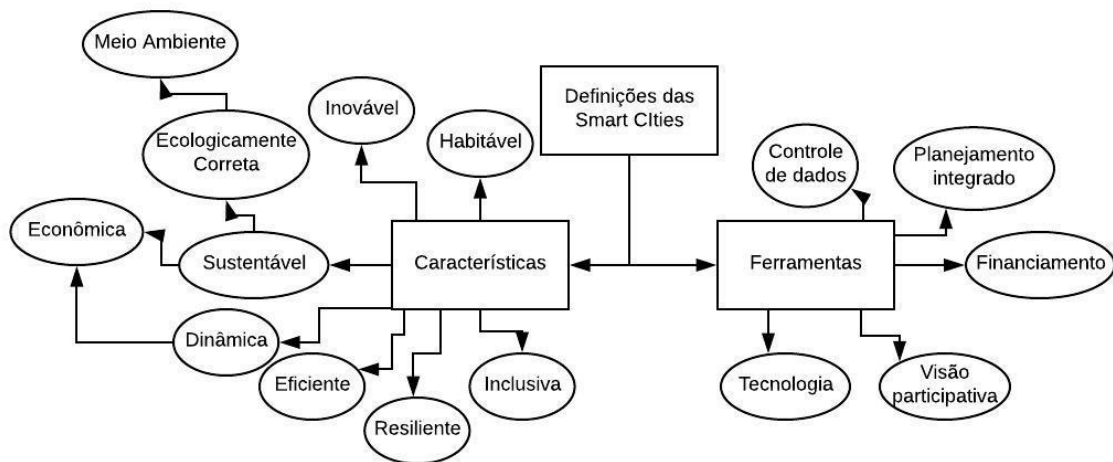 Meio Ambiente
Inovável
Definições das
Smart CIties
Habitável
Ecologicamente
Correta
Controle
de dados
Planejamento
integrado
Econômica
Sustentável
Características
Ferramentas
Financiamento
Dinâmica
Eficiente
Inclusiva
Resiliente
Tecnologia
Visão
participativa